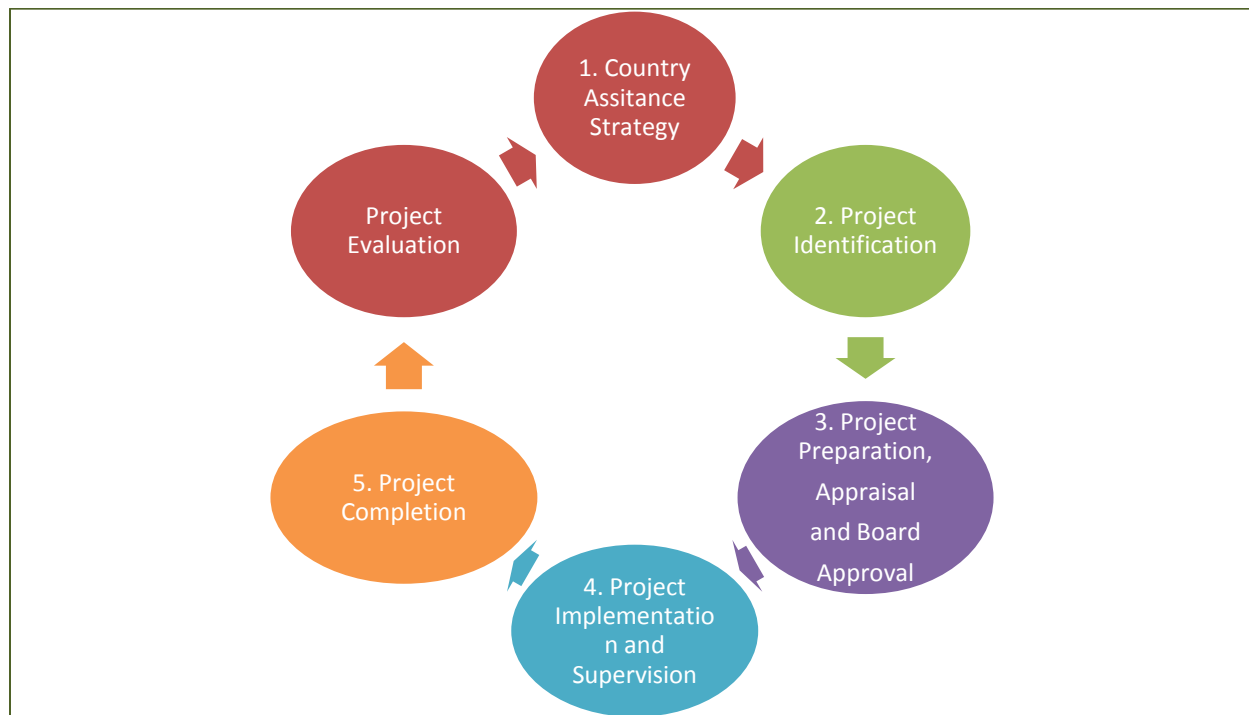 1. Country
Assitance
Strategy
2. Project
Identification
3. Project
Preparation,
Appraisal
and Board
Approval
4. Project
Implementatio
n and
Supervision
5. Project
Completion
Project
Evaluation